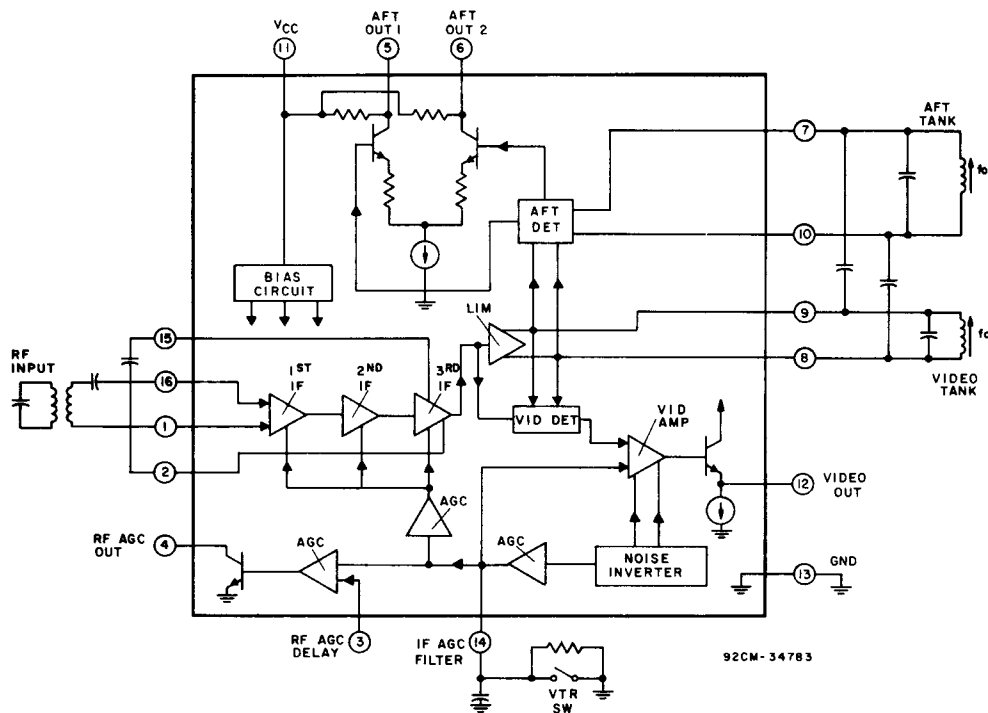 AFT
OUT 1
AFT
OUT 2
VCC
11
5
6
7
AFT
TANK
fo
AFT
DET
10
BIAS
CIRCUIT
LIM
9
fo
8
VIDEO
TANK
15
RF
INPUT
16
1ST
IF
2ND
IF
3RD
IF
1
VID DET
VID
AMP
2
12
VIDEO
OUT
AGC
RF AGC
OUT
4
AGC
AGC
NOISE
INVERTER
13
GND
RF AGC
DELAY
3
IF AGC
FILTER
14
VTR
SW
92CM-34783